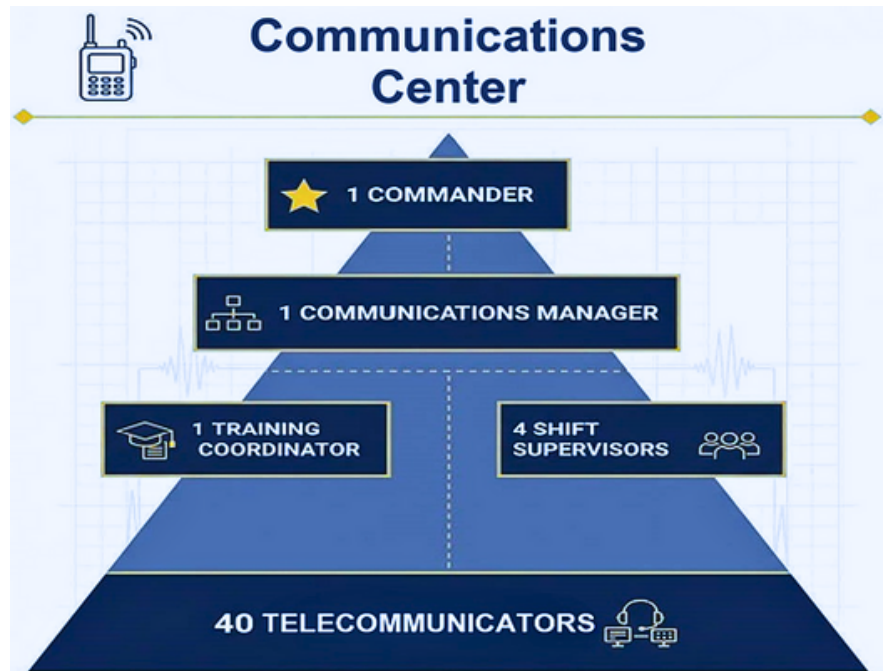 Communications
Center
1 COMMANDER
1 COMMUNICATIONS MANAGER
1 TRAINING
COORDINATOR
4 SHIFT
SUPERVISORS
40 TELECOMMUNICATORS